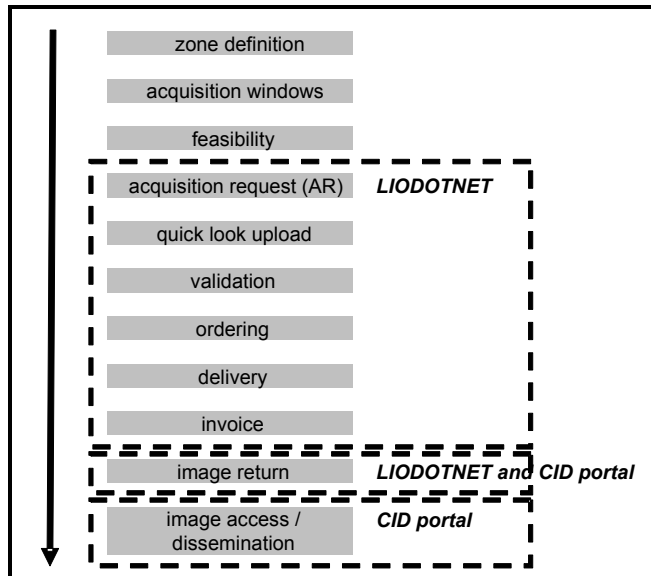 zone definition
acquisition windows
feasibility
acquisition request (AR) LIODOTNET
quick look upload
validation
ordering
delivery
invoice
image return LIODOTNET and CID portal
image access / CID portal
dissemination